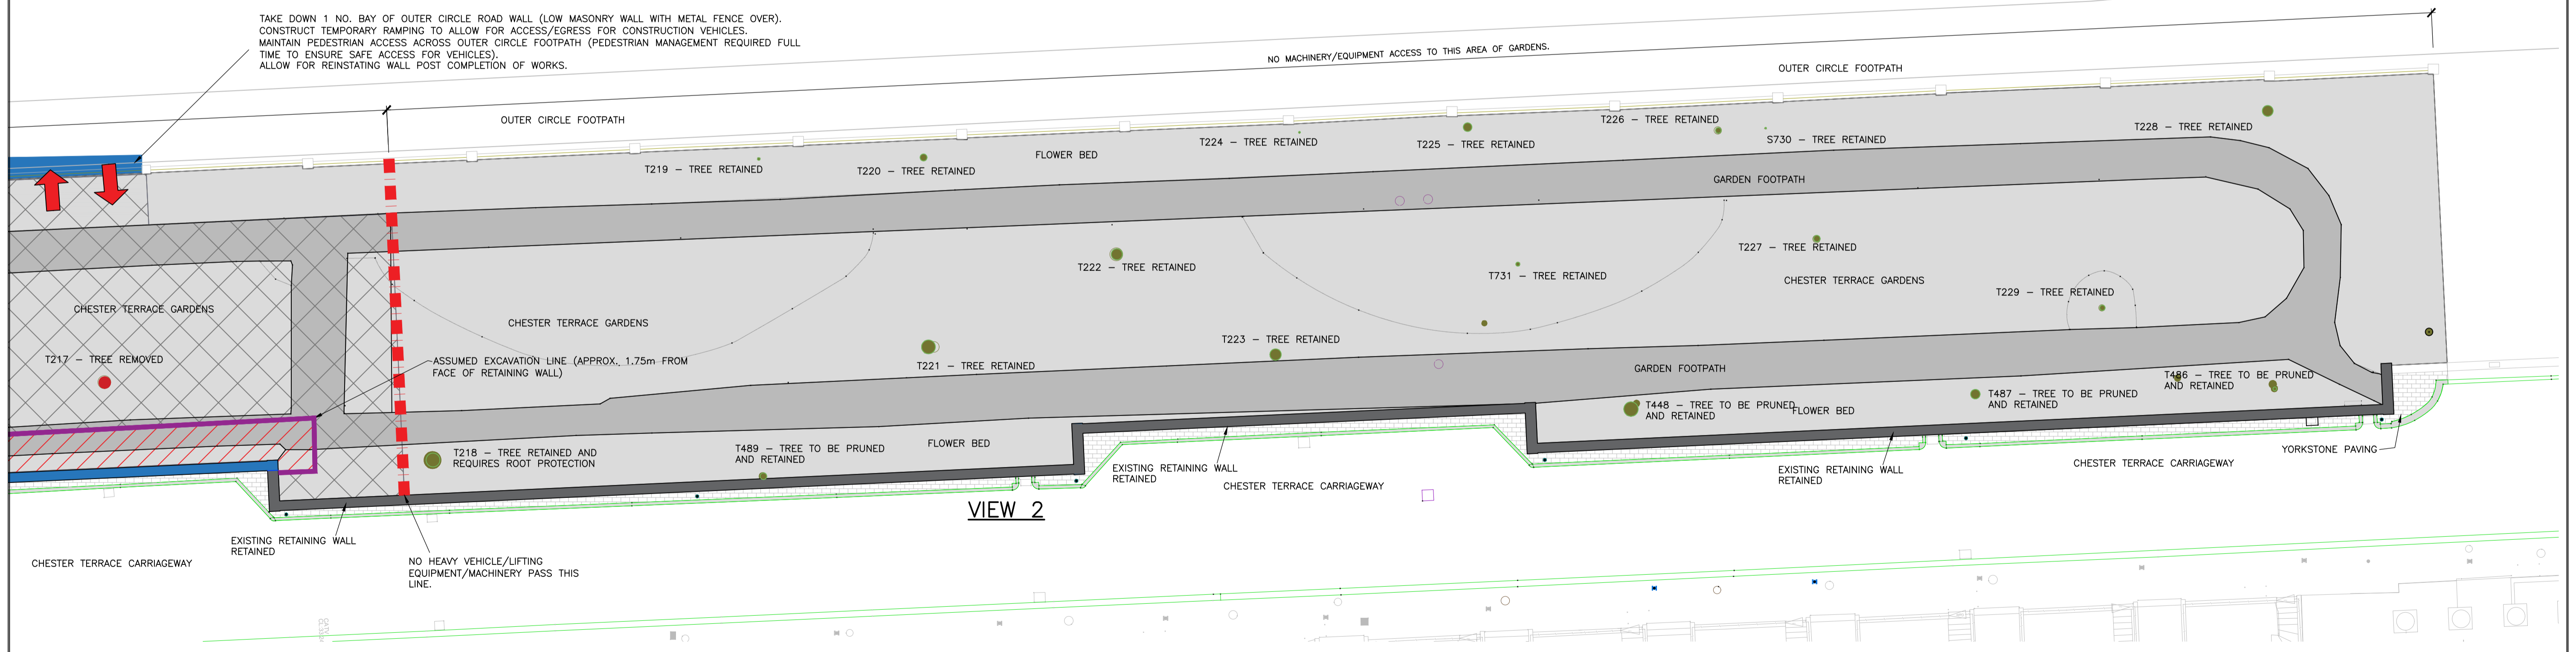 TAKE DOWN 1 NO. BAY OF OUTER CIRCLE ROAD WALL (LOW MASONRY WALL WITH METAL FENCE OVER).
CONSTRUCT TEMPORARY RAMPING TO ALLOW FOR ACCESS/EGRESS FOR CONSTRUCTION VEHICLES.
MAINTAIN PEDESTRIAN ACCESS ACROSS OUTER CIRCLE FOOTPATH (PEDESTRIAN MANAGEMENT REQUIRED FULL
TIME TO ENSURE SAFE ACCESS FOR VEHICLES).
ALLOW FOR REINSTATING WALL POST COMPLETION OF WORKS.
NO MACHINERY/EQUIPMENT ACCESS TO THIS AREA OF GARDENS.
OUTER CIRCLE FOOTPATH
OUTER CIRCLE FOOTPATH
T219 – TREE RETAINED
T220 – TREE RETAINED
FLOWER BED
T224 – TREE RETAINED
T225 – TREE RETAINED
T226 – TREE RETAINED
S730 – TREE RETAINED
T228 – TREE RETAINED
GARDEN FOOTPATH
T222 – TREE RETAINED
T731 – TREE RETAINED
T227 – TREE RETAINED
CHESTER TERRACE GARDENS
T229 – TREE RETAINED
CHESTER TERRACE GARDENS
CHESTER TERRACE GARDENS
T217 – TREE REMOVED
ASSUMED EXCAVATION LINE (APPROX. 1.75m FROM
FACE OF RETAINING WALL)
T221 – TREE RETAINED
T223 – TREE RETAINED
GARDEN FOOTPATH
T448 – TREE TO BE PRUNED
AND RETAINED
FLOWER BED
T487 – TREE TO BE PRUNED
AND RETAINED
T486 – TREE TO BE PRUNED
AND RETAINED
T218 – TREE RETAINED AND
REQUIRES ROOT PROTECTION
T489 – TREE TO BE PRUNED
AND RETAINED
FLOWER BED
EXISTING RETAINING WALL
RETAINED
CHESTER TERRACE CARRIAGEWAY
EXISTING RETAINING WALL
RETAINED
CHESTER TERRACE CARRIAGEWAY
YORKSTONE PAVING
VIEW 2
EXISTING RETAINING WALL
RETAINED
CHESTER TERRACE CARRIAGEWAY
NO HEAVY VEHICLE/LIFTING
EQUIPMENT/MACHINERY PASS THIS
LINE.